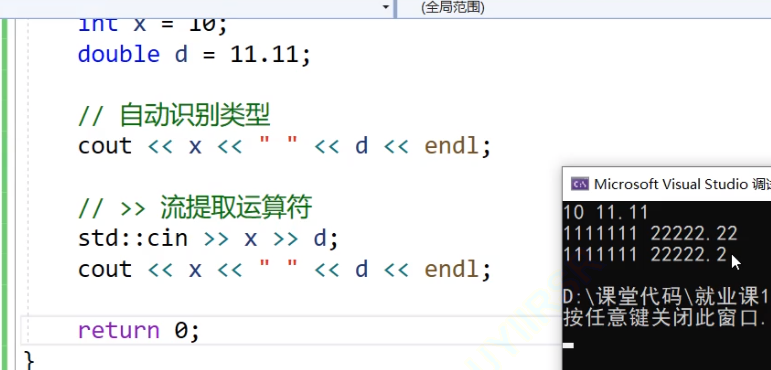 (全局范围)
int x = 10;
double d = 11.11;
// 自动识别类型
cout << x << " " << d << endl;
// >> 流提取运算符
std::cin >> x >> d;
cout << x << " " << d << endl;
return 0;
}
Microsoft Visual Studio 调试
10 11.11
1111111 22222.22
1111111 22222.2
D:\课堂代码\就业课1
按任意键关闭此窗口.